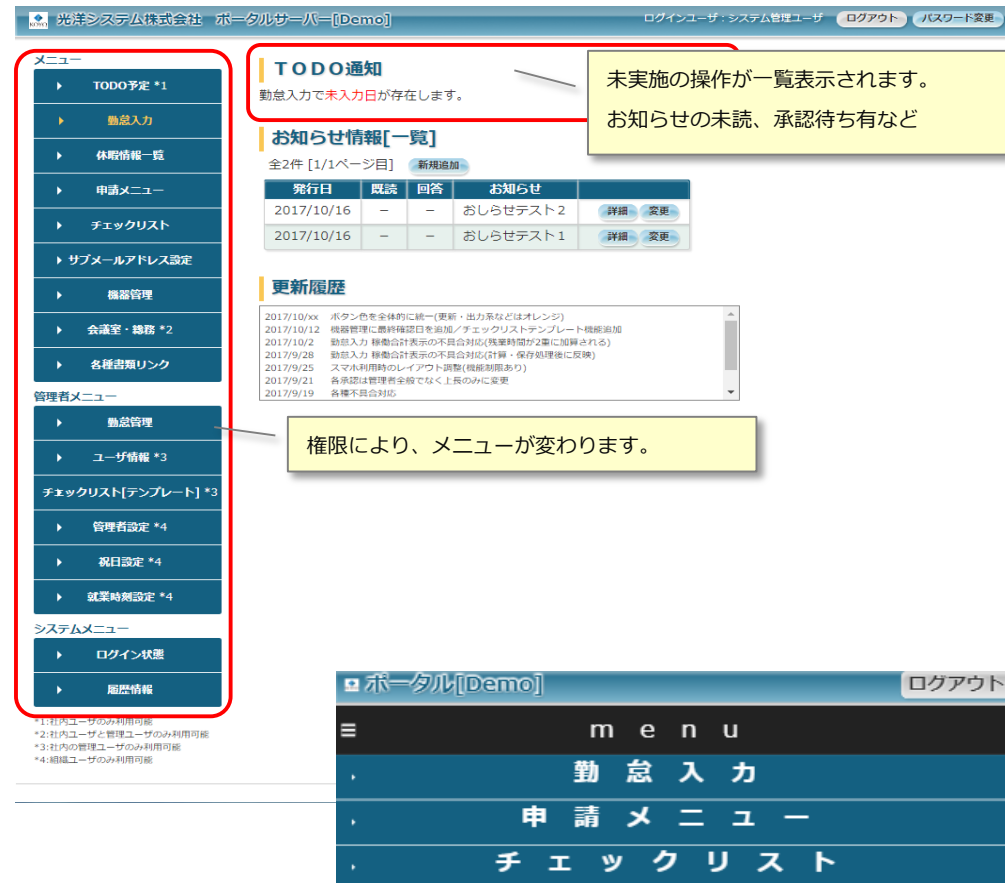 KOYO 光洋システム株式会社 ポータルサーバー[Demo]
ログインユーザ：システム管理ユーザ ログアウト パスワード変更
メニュー
TODO予定 *1
勤怠入力
休暇情報一覧
申請メニュー
チェックリスト
サブメールアドレス設定
機器管理
会議室・総務 *2
各種書類リンク
管理者メニュー
勤怠管理
ユーザ情報 *3
チェックリスト[テンプレート] *3
管理者設定 *4
祝日設定 *4
就業時刻設定 *4
システムメニュー
ログイン状態
履歴情報
*1:社内ユーザのみ利用可能
*2:社内ユーザと管理ユーザのみ利用可能
*3:社内の管理ユーザのみ利用可能
*4:組織ユーザのみ利用可能
ＴＯＤＯ通知
勤怠入力で未入力日が存在します。
未実施の操作が一覧表示されます。
お知らせの未読、承認待ち有など
お知らせ情報[一覧]
全2件 [1/1ページ目] 新規追加
発行日 既読 回答 お知らせ
2017/10/16 － － おしらせテスト２ 詳細 変更
2017/10/16 － － おしらせテスト１ 詳細 変更
更新履歴
2017/10/xx ボタン色を全体的に統一(更新・出力系などはオレンジ)
2017/10/12 機器管理に最終確認日を追加／チェックリストテンプレート機能追加
2017/10/2 勤怠入力 稼働合計表示の不具合対応(残業時間が2重に加算される)
2017/9/28 勤怠入力 稼働合計表示の不具合対応(計算・保存処理後に反映)
2017/9/25 スマホ利用時のレイアウト調整(機能制限あり)
2017/9/21 各承認は管理者全般でなく上長のみに変更
2017/9/19 各種不具合対応
権限により、メニューが変わります。
ポータル[Demo] ログアウト
≡ menu
勤怠入力
申請メニュー
チェックリスト